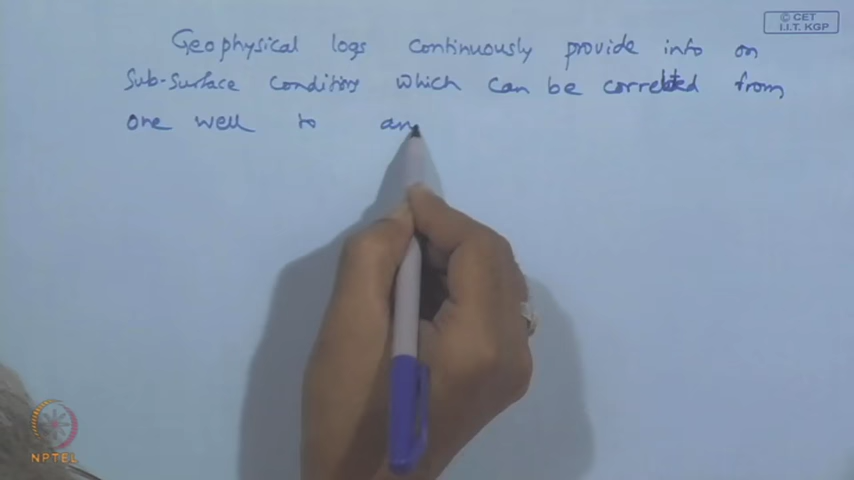 © CET
I.I.T. KGP
Geophysical logs continuously provide info on
Sub-surface conditions which can be correlated from
one well to an
NPTEL